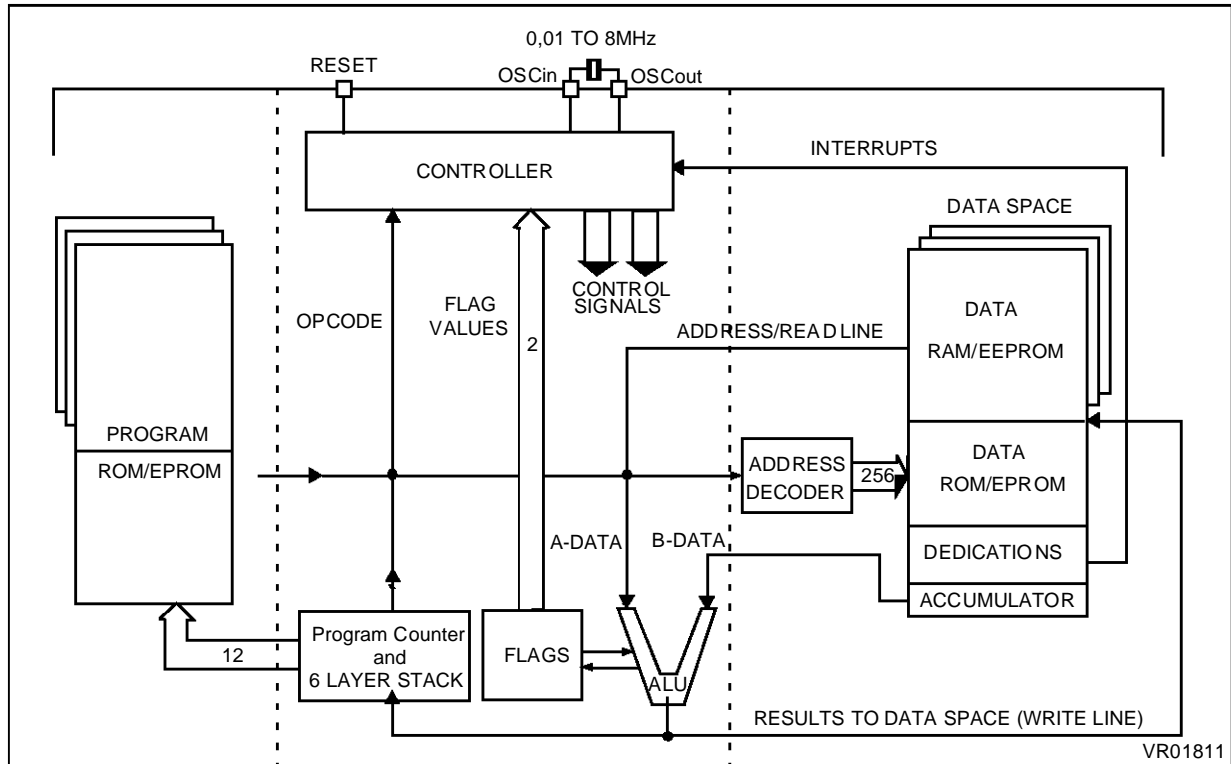 0,01 TO 8MHz
RESET
OSCin
OSCout
INTERRUPTS
CONTROLLER
DATA SPACE
CONTROL
SIGNALS
OPCODE
FLAG
VALUES
2
ADDRESS/READ LINE
DATA
RAM/EEPROM
PROGRAM
ROM/EPROM
ADDRESS
DECODER
256
DATA
ROM/EPROM
A-DATA
B-DATA
DEDICATIONS
ACCUMULATOR
12
Program Counter
and
6 LAYER STACK
FLAGS
ALU
RESULTS TO DATA SPACE (WRITE LINE)
VR01811